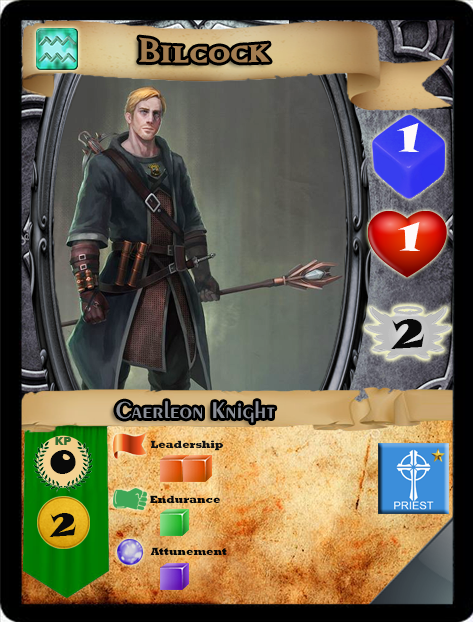 Bilcock
1
1
2
Caerleon Knight
KP
2
Leadership
Endurance
Attunement
PRIEST